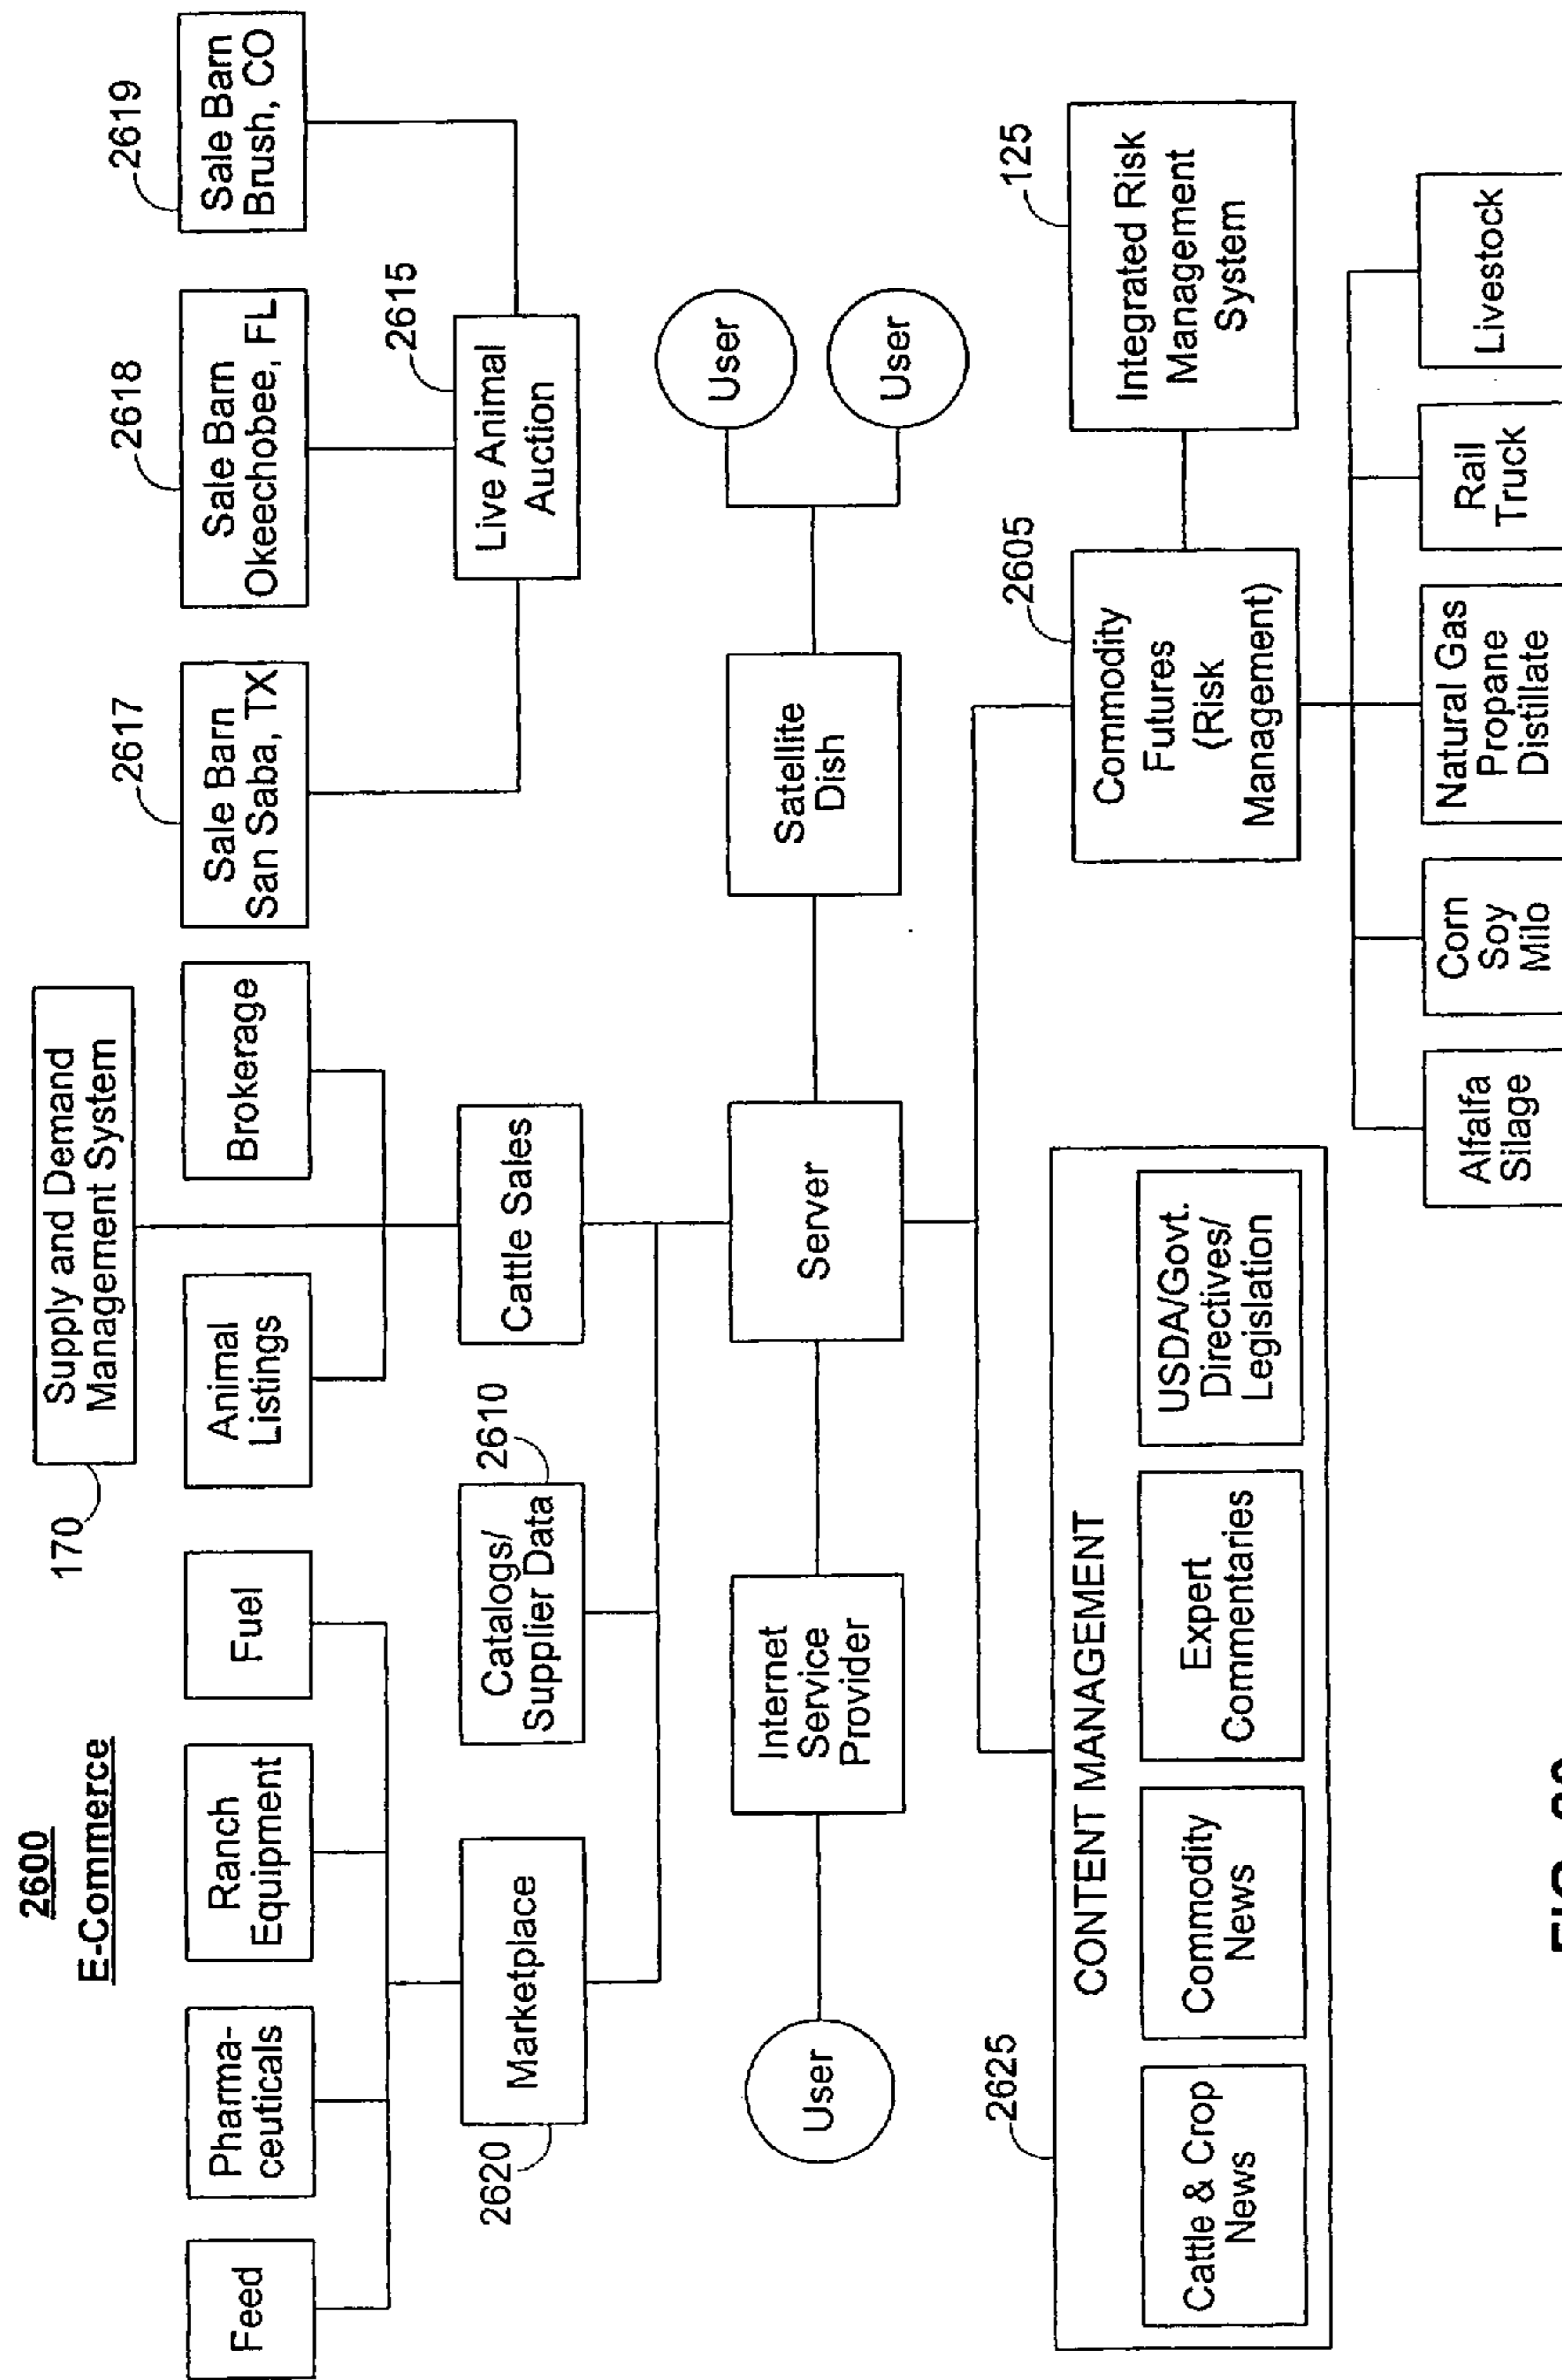 2600
E-Commerce
170
Supply and Demand
Management System
Feed
Pharma-
ceuticals
Ranch
Equipment
Fuel
Animal
Listings
Brokerage
2617
Sale Barn
San Saba, TX
2618
Sale Barn
Okeechobee, FL
2619
Sale Barn
Brush, CO
2620
Marketplace
Catalogs/
Supplier Data
2610
Cattle Sales
Live Animal
Auction
2615
User
Internet
Service
Provider
Server
Satellite
Dish
User
User
2625
CONTENT MANAGEMENT
Cattle & Crop
News
Commodity
News
Expert
Commentaries
USDA/Govt.
Directives/
Legislation
2605
Commodity
Futures
(Risk
Management)
125
Integrated Risk
Management
System
Alfalfa
Silage
Corn
Soy
Milo
Natural Gas
Propane
Distillate
Rail
Truck
Livestock